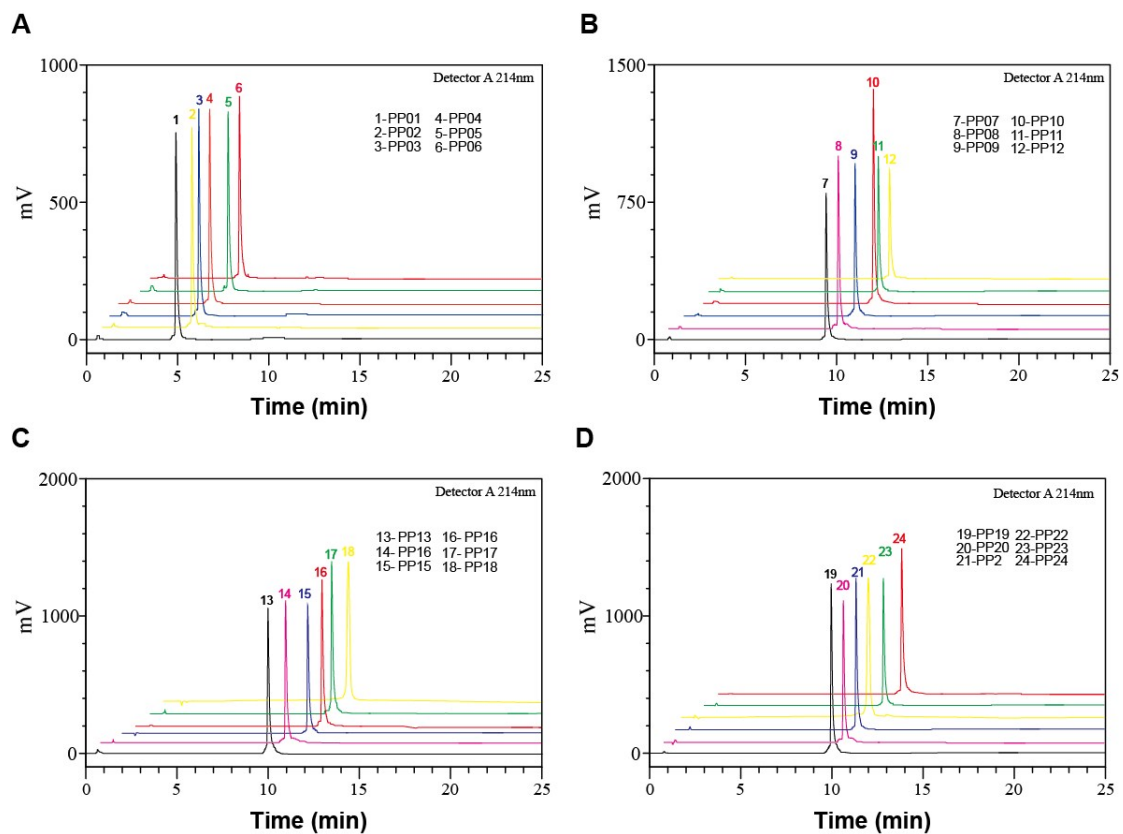 A
Detector A 214nm
1-PP01 4-PP04
2-PP02 5-PP05
3-PP03 6-PP06
1 2 3 4 5 6
1000
500
0
mV
0 5 10 15 20 25
Time (min)
B
Detector A 214nm
7-PP07 10-PP10
8-PP08 11-PP11
9-PP09 12-PP12
7 8 9 10 11 12
1500
750
0
mV
0 5 10 15 20 25
Time (min)
C
Detector A 214nm
13- PP13 16- PP16
14- PP16 17- PP17
15- PP15 18- PP18
13 14 15 16 17 18
2000
1000
0
mV
0 5 10 15 20 25
Time (min)
D
Detector A 214nm
19-PP19 22-PP22
20-PP20 23-PP23
21-PP2 24-PP24
19 20 21 22 23 24
2000
1000
0
mV
0 5 10 15 20 25
Time (min)